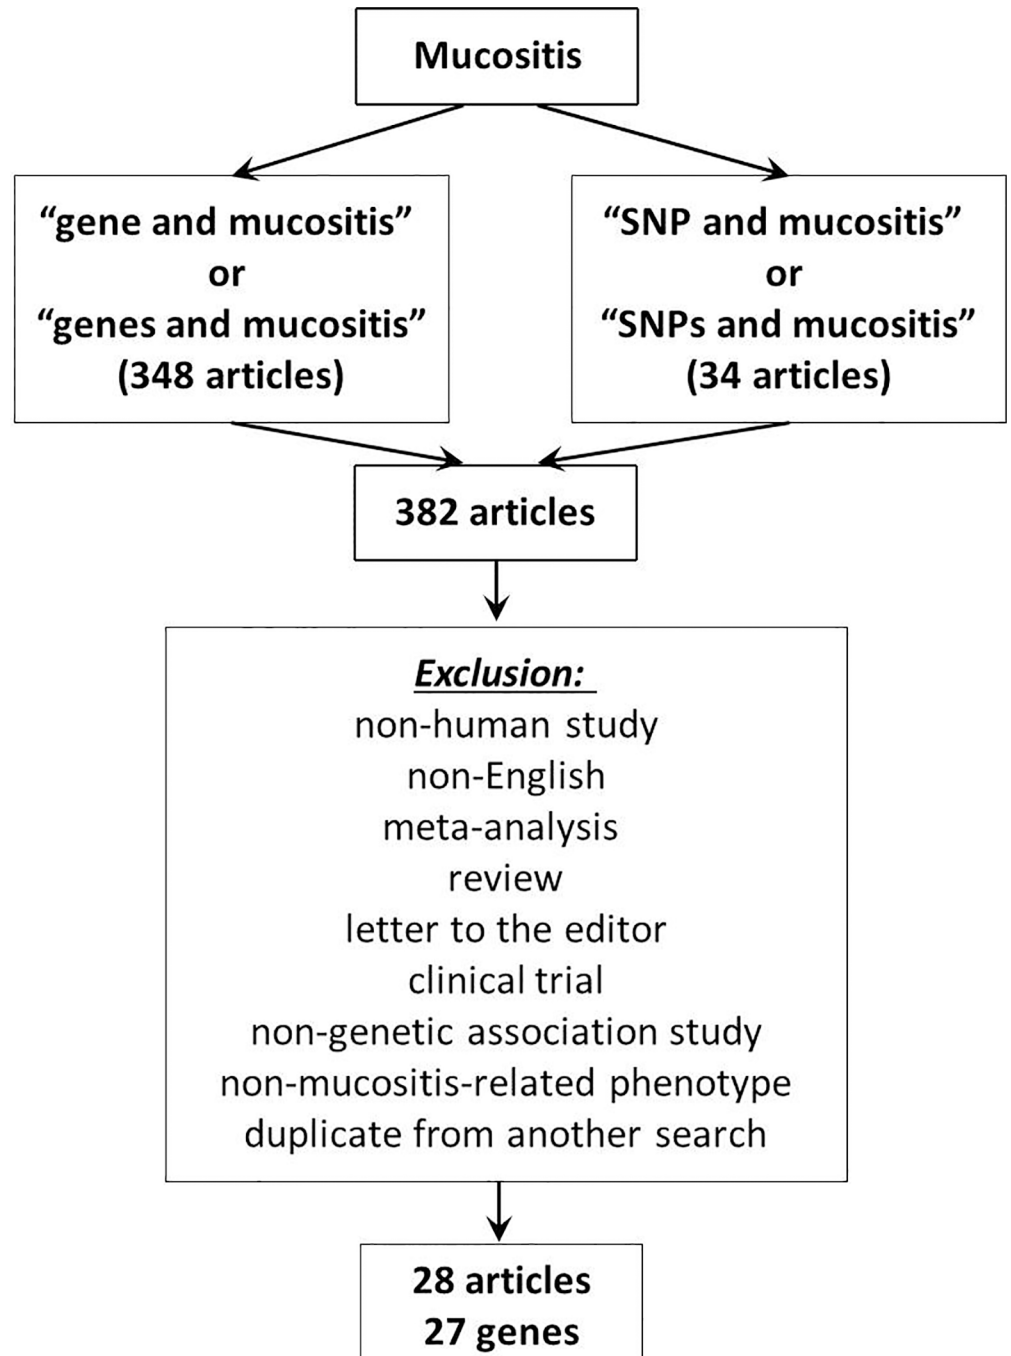 Mucositis
“gene and mucositis”
or
“genes and mucositis”
(348 articles)
“SNP and mucositis”
or
“SNPs and mucositis”
(34 articles)
382 articles
Exclusion:
non-human study
non-English
meta-analysis
review
letter to the editor
clinical trial
non-genetic association study
non-mucositis-related phenotype
duplicate from another search
28 articles
27 genes